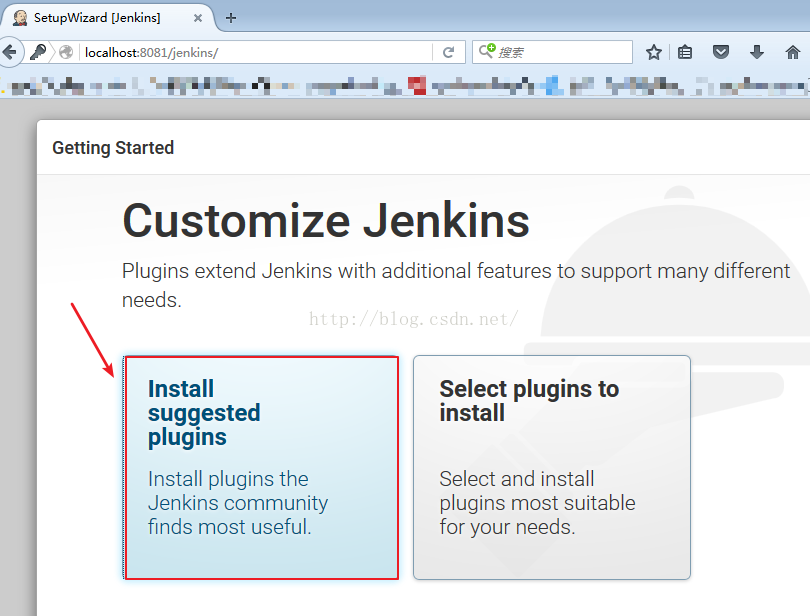 SetupWizard [Jenkins]
localhost:8081/jenkins/
搜索
Getting Started
Customize Jenkins
Plugins extend Jenkins with additional features to support many different
needs.
http://blog.csdn.net/
Install
suggested
plugins
Install plugins the
Jenkins community
finds most useful.
Select plugins to
install
Select and install
plugins most suitable
for your needs.